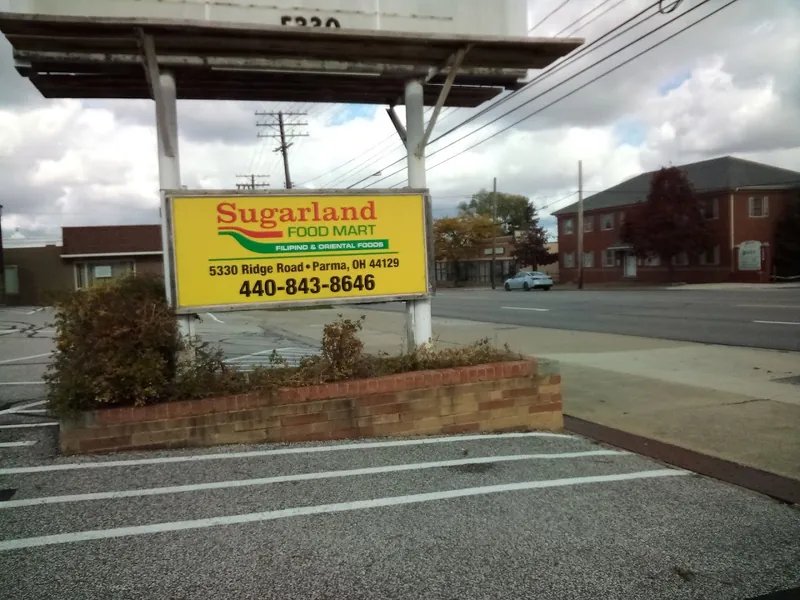 5330
Sugarland
FOOD MART
FILIPINO & ORIENTAL FOODS
5330 Ridge Road • Parma, OH 44129
440-843-8646